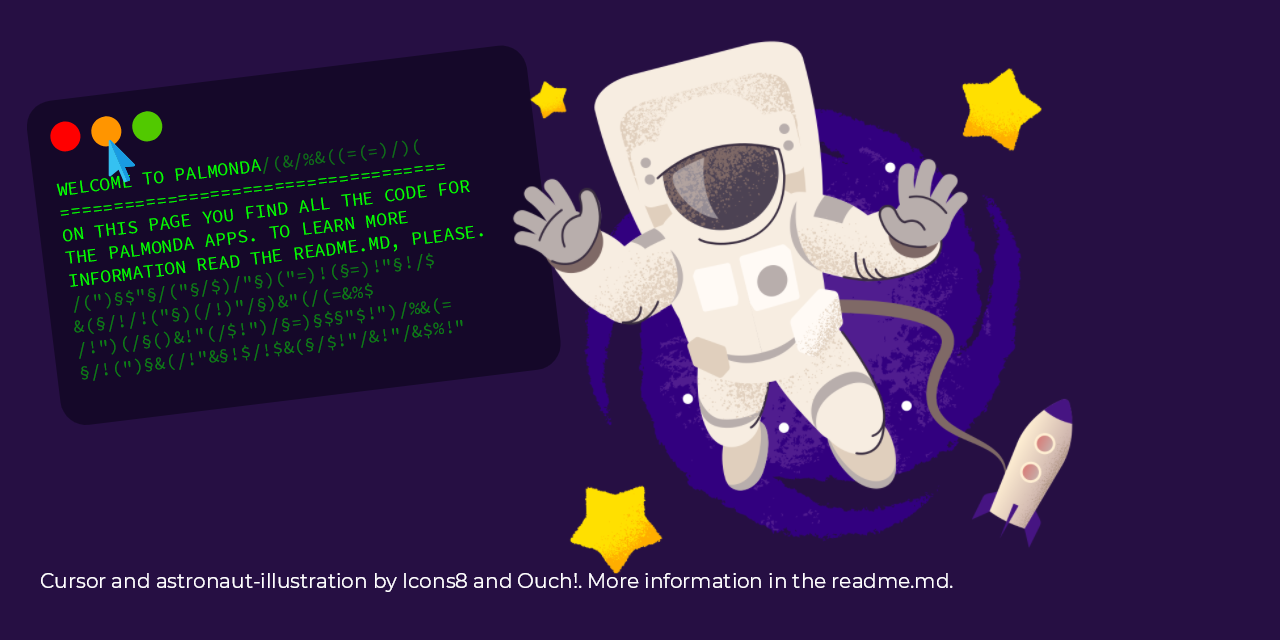 WELCOME TO PALMONDA/(&/%&((=(=)/)(
====================================
ON THIS PAGE YOU FIND ALL THE CODE FOR
THE PALMONDA APPS. TO LEARN MORE
INFORMATION READ THE README.MD, PLEASE.
/(")§$"§/("§/$)/"§)("=)!(§=)!"§!/$
&(§/!/!("§)(/!)"/§)&"(/(=&%$
/!")(/§()&!"(/$!")/§=)§$§"$!")/%&(=
§/!(")§&(/!"&§!$/!$&(§/$!"/&!"/&$%!"
Cursor and astronaut-illustration by Icons8 and Ouch!. More information in the readme.md.